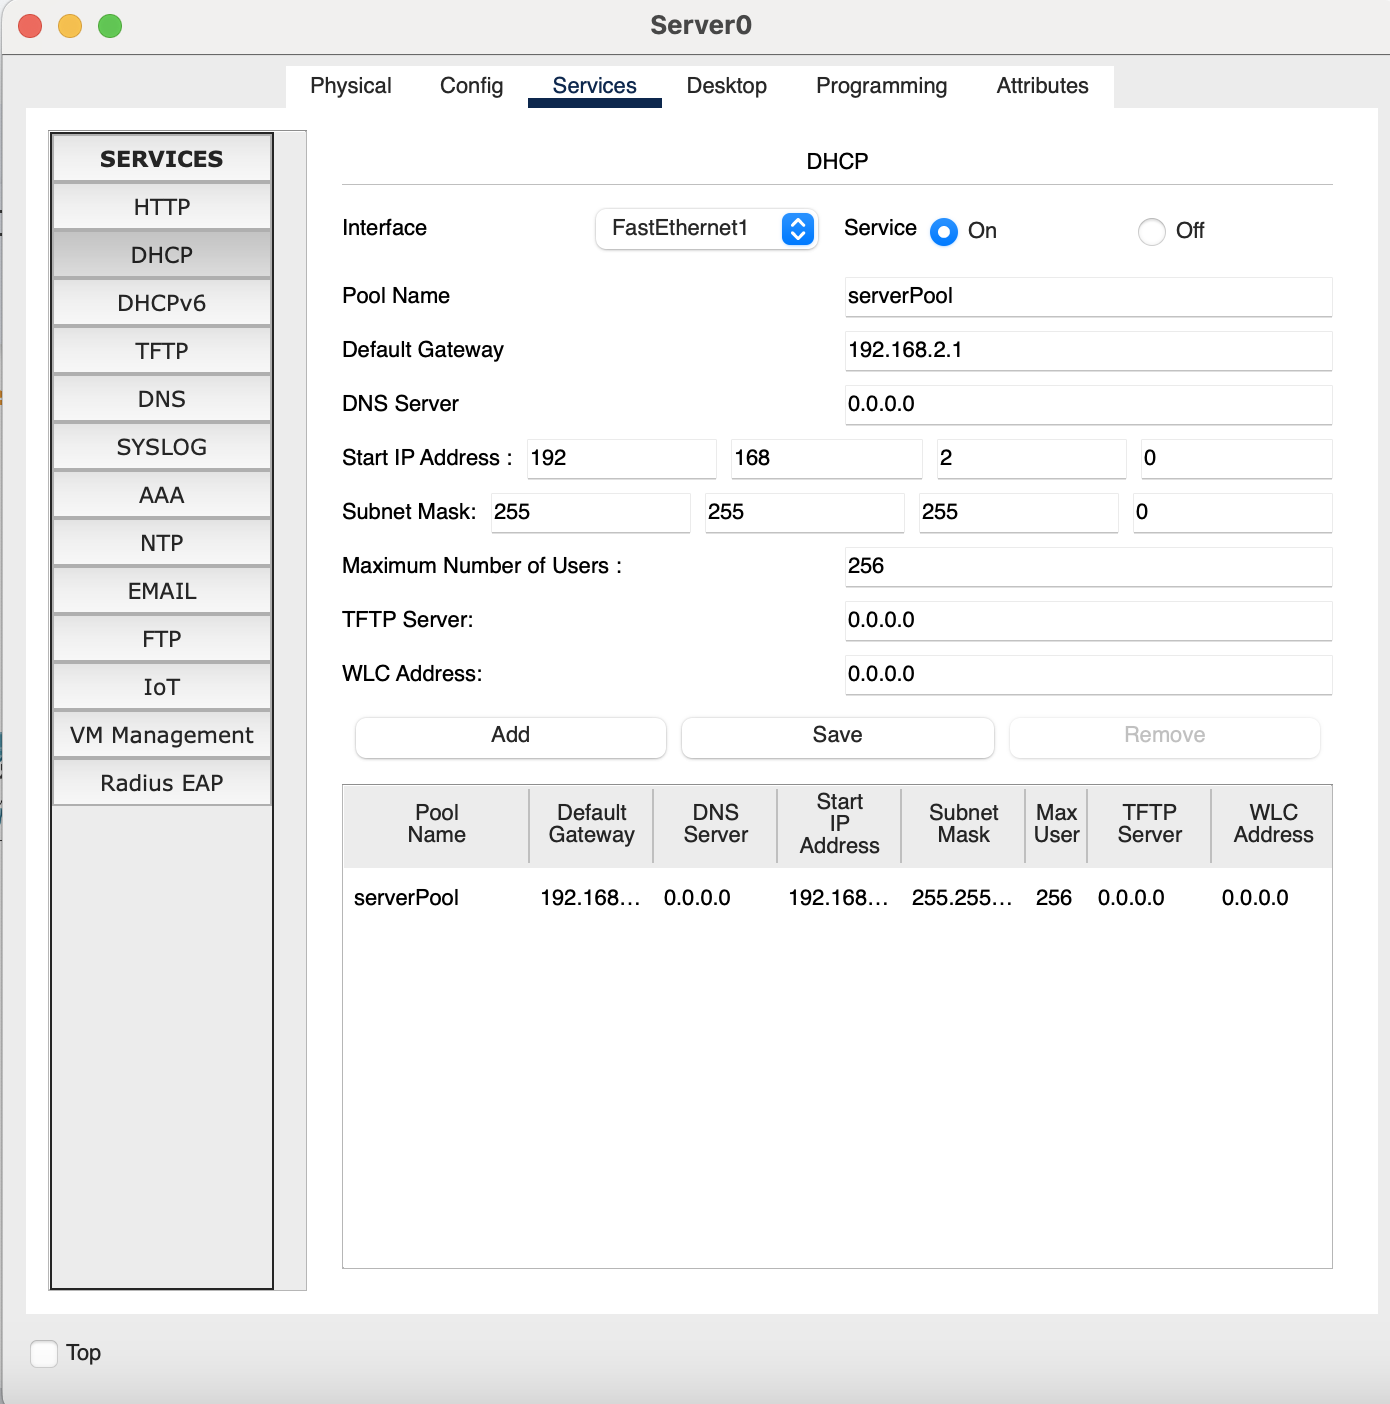 Server0
Physical Config Services Desktop Programming Attributes
SERVICES
HTTP
DHCP
DHCPv6
TFTP
DNS
SYSLOG
AAA
NTP
EMAIL
FTP
IoT
VM Management
Radius EAP
DHCP
Interface FastEthernet1 Service On Off
Pool Name serverPool
Default Gateway 192.168.2.1
DNS Server 0.0.0.0
Start IP Address : 192 168 2 0
Subnet Mask: 255 255 255 0
Maximum Number of Users : 256
TFTP Server: 0.0.0.0
WLC Address: 0.0.0.0
Add Save Remove
Pool Name Default Gateway DNS Server Start IP Address Subnet Mask Max User TFTP Server WLC Address
serverPool 192.168... 0.0.0.0 192.168... 255.255... 256 0.0.0.0 0.0.0.0
Top